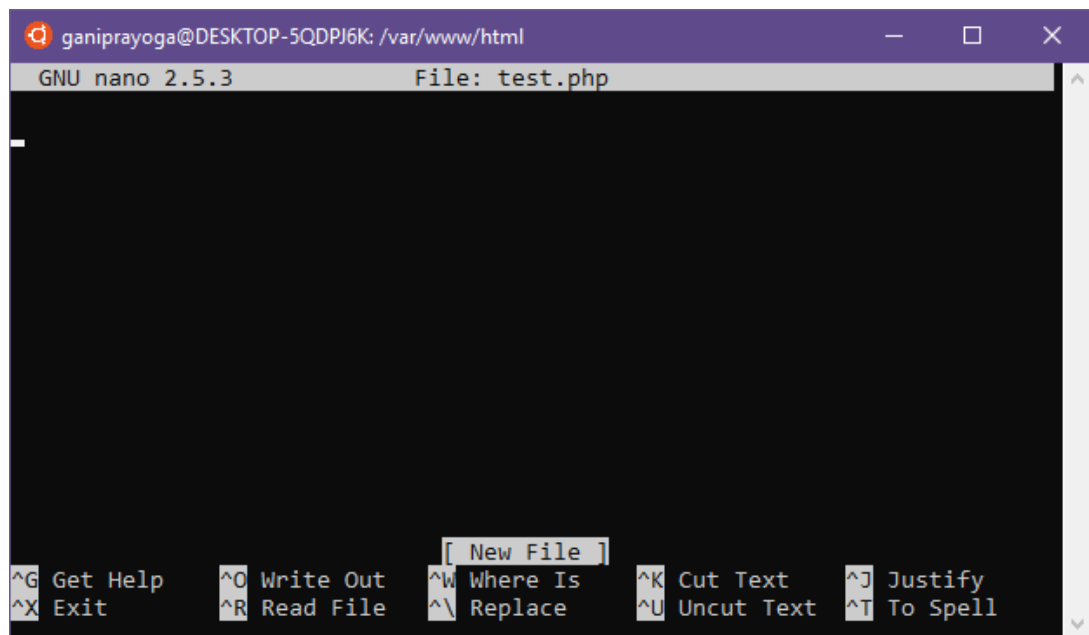 ganiprayoga@DESKTOP-5QDPJ6K: /var/www/html
GNU nano 2.5.3 File: test.php
[ New File ]
^G Get Help ^O Write Out ^W Where Is ^K Cut Text ^J Justify
^X Exit ^R Read File ^\ Replace ^U Uncut Text ^T To Spell